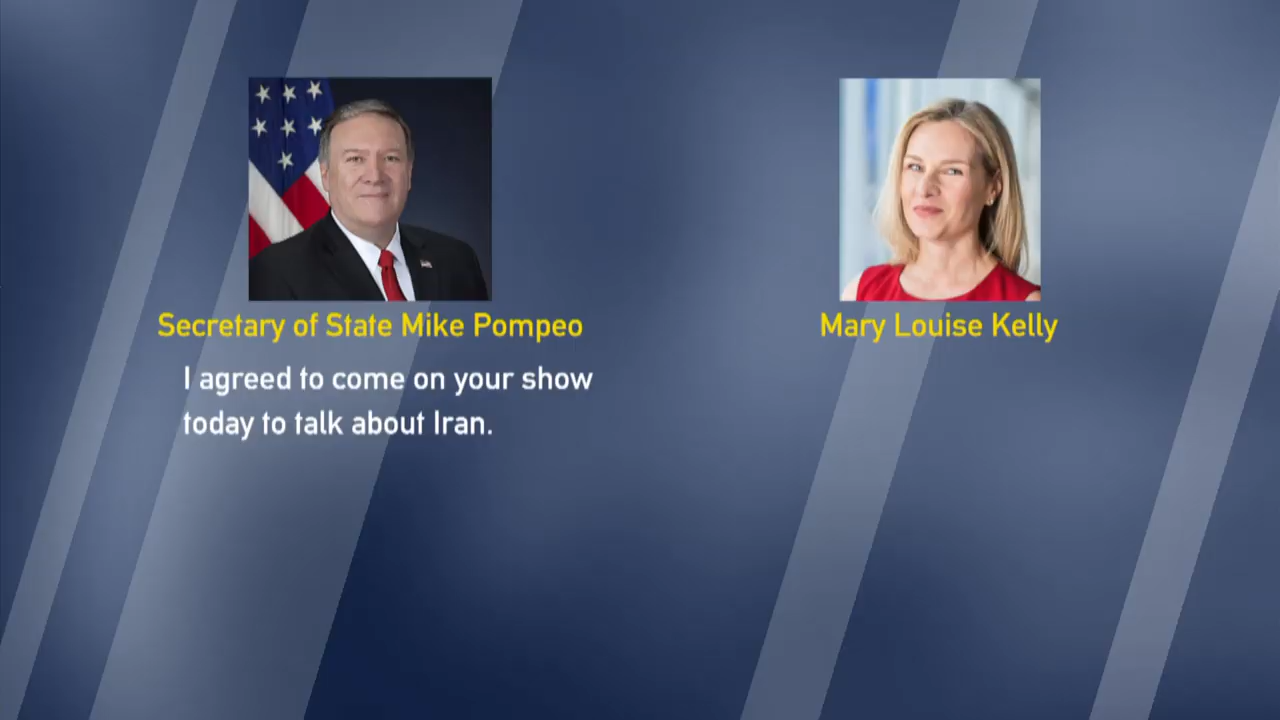 Secretary of State Mike Pompeo
I agreed to come on your show
today to talk about Iran.
Mary Louise Kelly